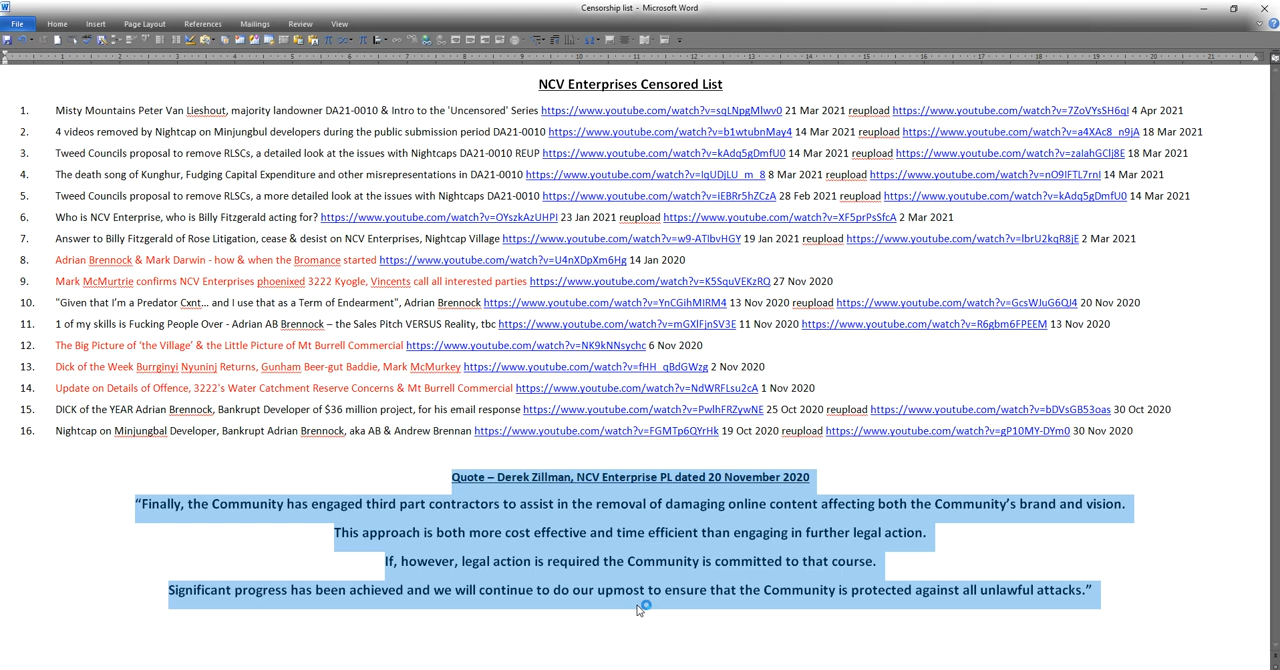 Censorship list - Microsoft Word
File Home Insert Page Layout References Mailings Review View
NCV Enterprises Censored List
1. Misty Mountains Peter Van Lieshout, majority landowner DA21-0010 & Intro to the 'Uncensored' Series https://www.youtube.com/watch?v=sqLNpgMlwv0 21 Mar 2021 reupload https://www.youtube.com/watch?v=7ZoVYsSH6qI 4 Apr 2021
2. 4 videos removed by Nightcap on Minjungbul developers during the public submission period DA21-0010 https://www.youtube.com/watch?v=b1wtubnMay4 14 Mar 2021 reupload https://www.youtube.com/watch?v=a4XAc8_n9jA 18 Mar 2021
3. Tweed Councils proposal to remove RLSCs, a detailed look at the issues with Nightcaps DA21-0010 REUP https://www.youtube.com/watch?v=kAdq5gDmfU0 14 Mar 2021 reupload https://www.youtube.com/watch?v=zaIahGClj8E 18 Mar 2021
4. The death song of Kunghur, Fudging Capital Expenditure and other misrepresentations in DA21-0010 https://www.youtube.com/watch?v=IqUDjLU_m_8 8 Mar 2021 reupload https://www.youtube.com/watch?v=nO9IFTL7rnI 14 Mar 2021
5. Tweed Councils proposal to remove RLSCs, a more detailed look at the issues with Nightcaps DA21-0010 https://www.youtube.com/watch?v=iEBRr5hZCzA 28 Feb 2021 reupload https://www.youtube.com/watch?v=kAdq5gDmfU0 14 Mar 2021
6. Who is NCV Enterprise, who is Billy Fitzgerald acting for? https://www.youtube.com/watch?v=OYszkAzUHPI 23 Jan 2021 reupload https://www.youtube.com/watch?v=XF5prPsSfcA 2 Mar 2021
7. Answer to Billy Fitzgerald of Rose Litigation, cease & desist on NCV Enterprises, Nightcap Village https://www.youtube.com/watch?v=w9-ATIbvHGY 19 Jan 2021 reupload https://www.youtube.com/watch?v=lbrU2kqR8jE 2 Mar 2021
8. Adrian Brennock & Mark Darwin - how & when the Bromance started https://www.youtube.com/watch?v=U4nXDpXm6Hg 14 Jan 2020
9. Mark McMurtrie confirms NCV Enterprises phoenixed 3222 Kyogle, Vincents call all interested parties https://www.youtube.com/watch?v=K5SquVEKzRQ 27 Nov 2020
10. "Given that I'm a Predator Cxnt... and I use that as a Term of Endearment", Adrian Brennock https://www.youtube.com/watch?v=YnCGihMIRM4 13 Nov 2020 reupload https://www.youtube.com/watch?v=GcsWJuG6QJ4 20 Nov 2020
11. 1 of my skills is Fucking People Over - Adrian AB Brennock – the Sales Pitch VERSUS Reality, tbc https://www.youtube.com/watch?v=mGXlFjnSV3E 11 Nov 2020 https://www.youtube.com/watch?v=R6gbm6FPEEM 13 Nov 2020
12. The Big Picture of 'the Village' & the Little Picture of Mt Burrell Commercial https://www.youtube.com/watch?v=NK9kNNsychc 6 Nov 2020
13. Dick of the Week Burrginyi Nyuninj Returns, Gunham Beer-gut Baddie, Mark McMurkey https://www.youtube.com/watch?v=fHH_qBdGWzg 2 Nov 2020
14. Update on Details of Offence, 3222's Water Catchment Reserve Concerns & Mt Burrell Commercial https://www.youtube.com/watch?v=NdWRFLsu2cA 1 Nov 2020
15. DICK of the YEAR Adrian Brennock, Bankrupt Developer of $36 million project, for his email response https://www.youtube.com/watch?v=PwlhFRZywNE 25 Oct 2020 reupload https://www.youtube.com/watch?v=bDVsGB53oas 30 Oct 2020
16. Nightcap on Minjungbal Developer, Bankrupt Adrian Brennock, aka AB & Andrew Brennan https://www.youtube.com/watch?v=FGMTp6QYrHk 19 Oct 2020 reupload https://www.youtube.com/watch?v=gP10MY-DYm0 30 Nov 2020
Quote – Derek Zillman, NCV Enterprise PL dated 20 November 2020
“Finally, the Community has engaged third part contractors to assist in the removal of damaging online content affecting both the Community’s brand and vision.
This approach is both more cost effective and time efficient than engaging in further legal action.
If, however, legal action is required the Community is committed to that course.
Significant progress has been achieved and we will continue to do our upmost to ensure that the Community is protected against all unlawful attacks.”